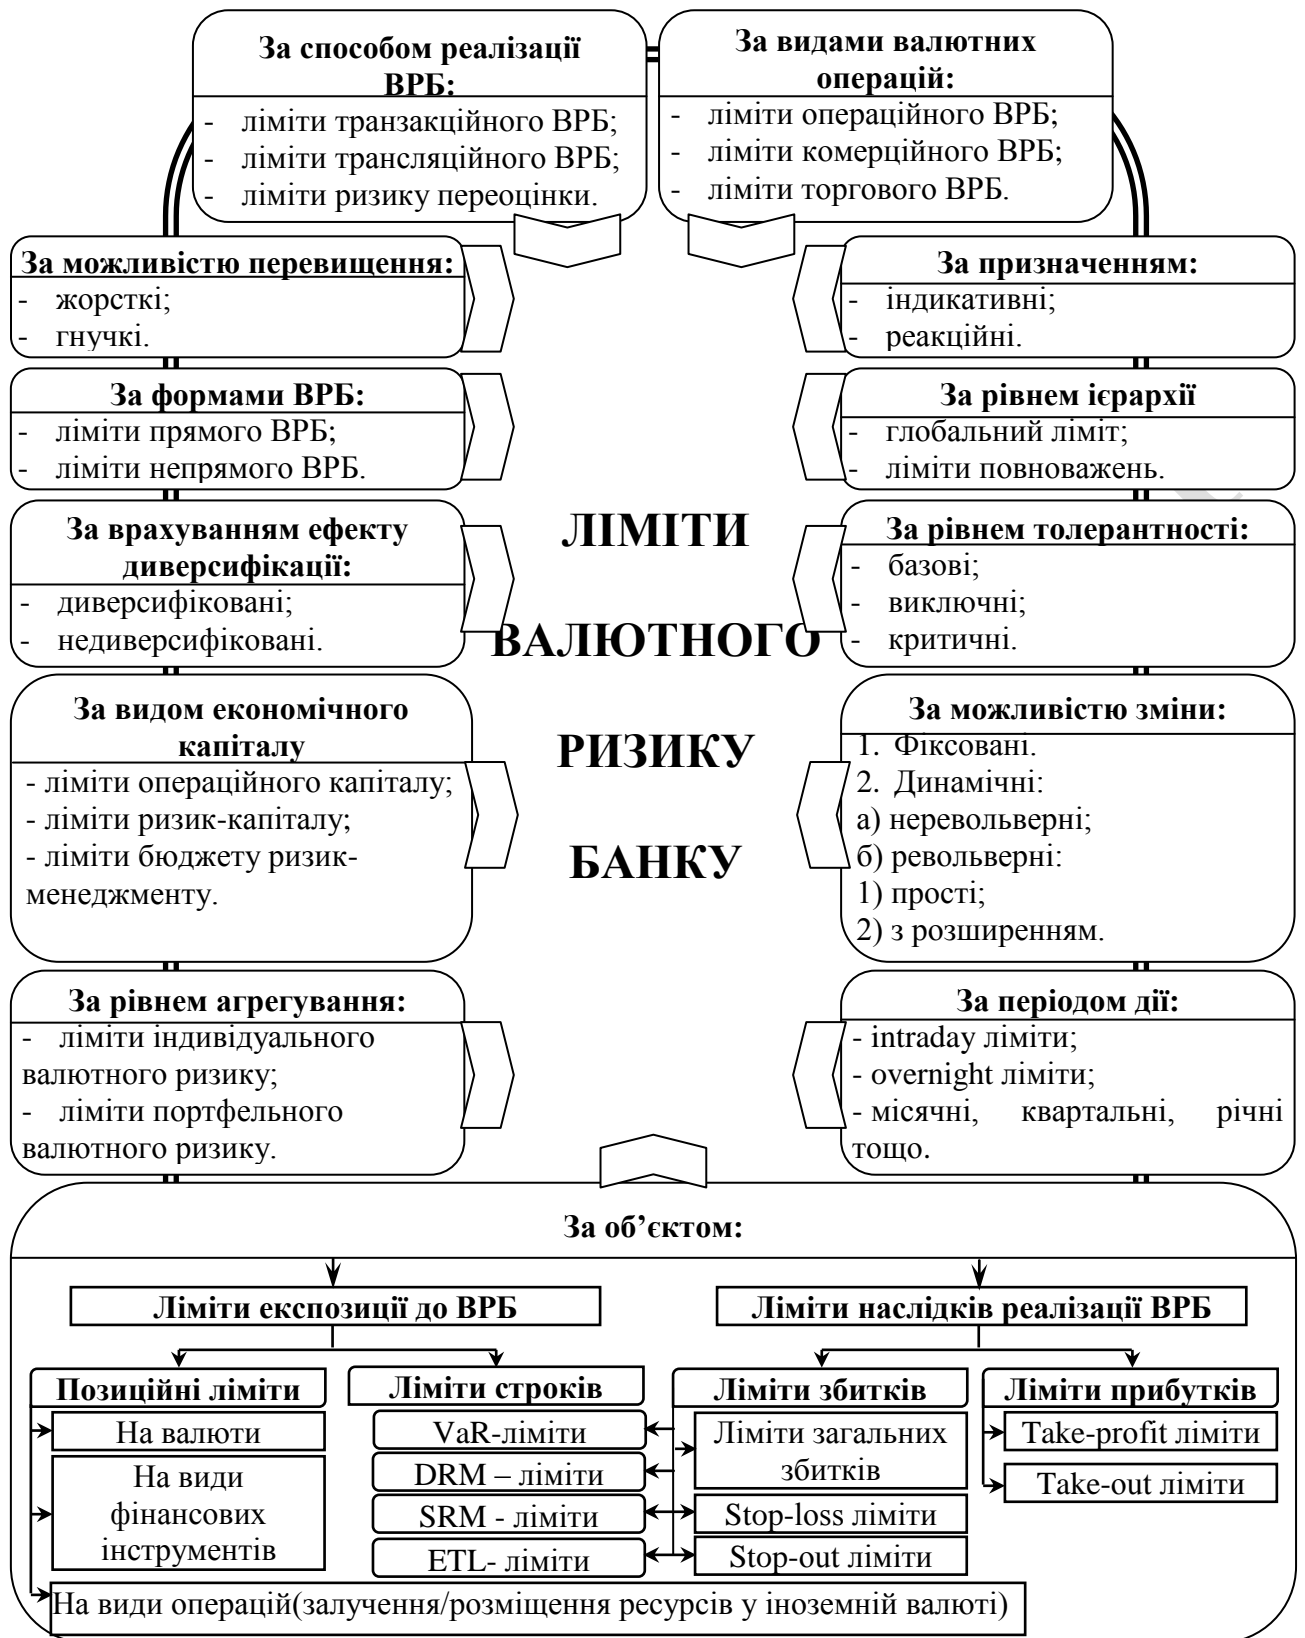 За способом реалізації
ВРБ:
- ліміти транзакційного ВРБ;
- ліміти трансляційного ВРБ;
- ліміти ризику переоцінки.
За видами валютних
операцій:
- ліміти операційного ВРБ;
- ліміти комерційного ВРБ;
- ліміти торгового ВРБ.
За можливістю перевищення:
- жорсткі;
- гнучкі.
За призначенням:
- індикативні;
- реакційні.
За формами ВРБ:
- ліміти прямого ВРБ;
- ліміти непрямого ВРБ.
За рівнем ієрархії
- глобальний ліміт;
- ліміти повноважень.
За врахуванням ефекту
диверсифікації:
- диверсифіковані;
- недиверсифіковані.
За рівнем толерантності:
- базові;
- виключні;
- критичні.
ЛІМІТИ
ВАЛЮТНОГО
РИЗИКУ
БАНКУ
За видом економічного
капіталу
- ліміти операційного капіталу;
- ліміти ризик-капіталу;
- ліміти бюджету ризик-
менеджменту.
За можливістю зміни:
1. Фіксовані.
2. Динамічні:
а) неревольверні;
б) револьверні:
1) прості;
2) з розширенням.
За рівнем агрегування:
- ліміти індивідуального
валютного ризику;
- ліміти портфельного
валютного ризику.
За періодом дії:
- intraday ліміти;
- overnight ліміти;
- місячні, квартальні, річні
тощо.
За об’єктом:
Ліміти експозиції до ВРБ
Ліміти наслідків реалізації ВРБ
Позиційні ліміти
Ліміти строків
Ліміти збитків
Ліміти прибутків
На валюти
На види
фінансових
інструментів
VaR-ліміти
DRM – ліміти
SRM - ліміти
ETL- ліміти
Ліміти загальних
збитків
Stop-loss ліміти
Stop-out ліміти
Take-profit ліміти
Take-out ліміти
На види операцій(залучення/розміщення ресурсів у іноземній валюті)